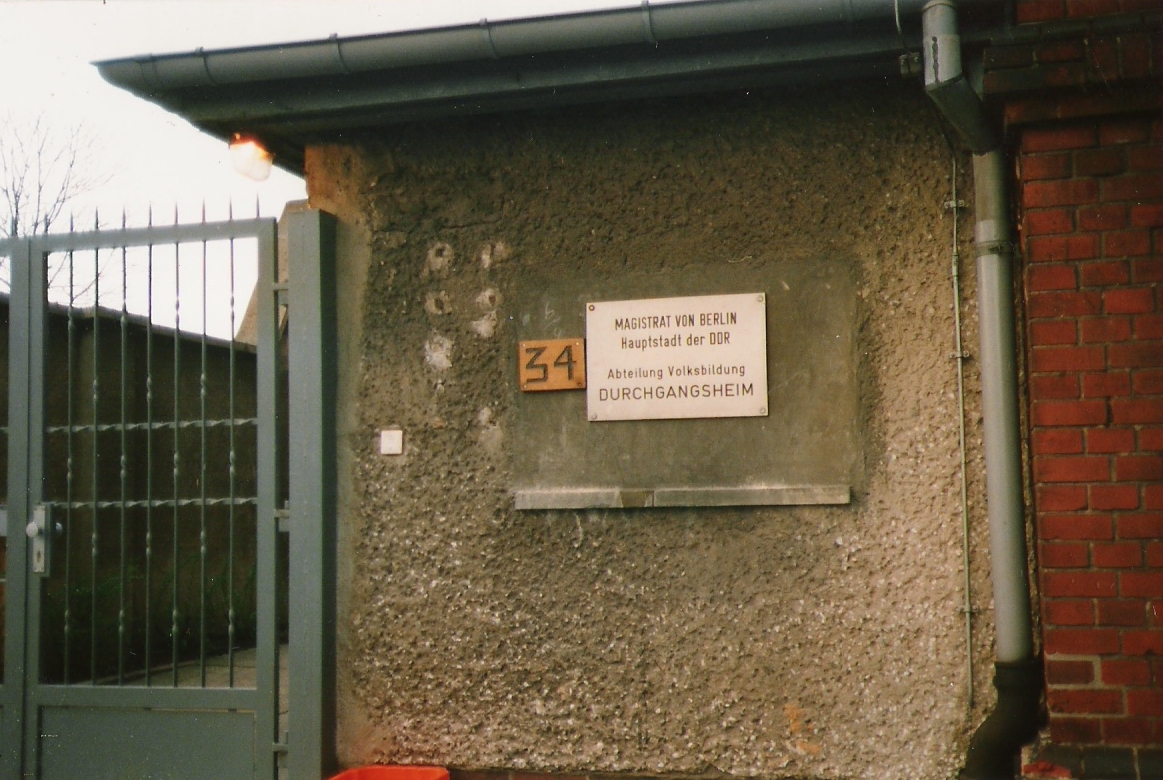 34
MAGISTRAT VON BERLIN
Hauptstadt der DDR
Abteilung Volksbildung
DURCHGANGSHEIM